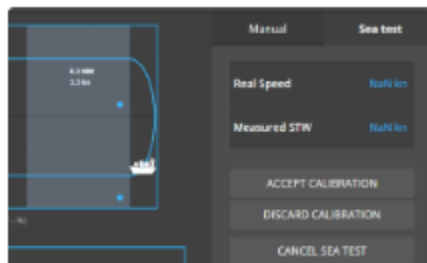 Manual Sea test
Real Speed NaN kn
Measured STW NaN kn
ACCEPT CALIBRATION
DISCARD CALIBRATION
CANCEL SEA TEST